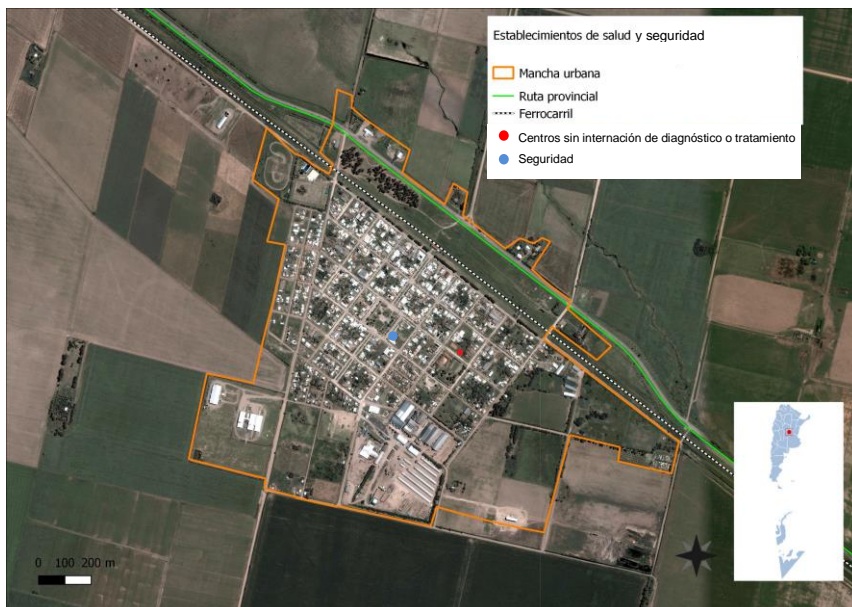 Establecimientos de salud y seguridad
Mancha urbana
Ruta provincial
Ferrocarril
Centros sin internación de diagnóstico o tratamiento
Seguridad
0 100 200 m